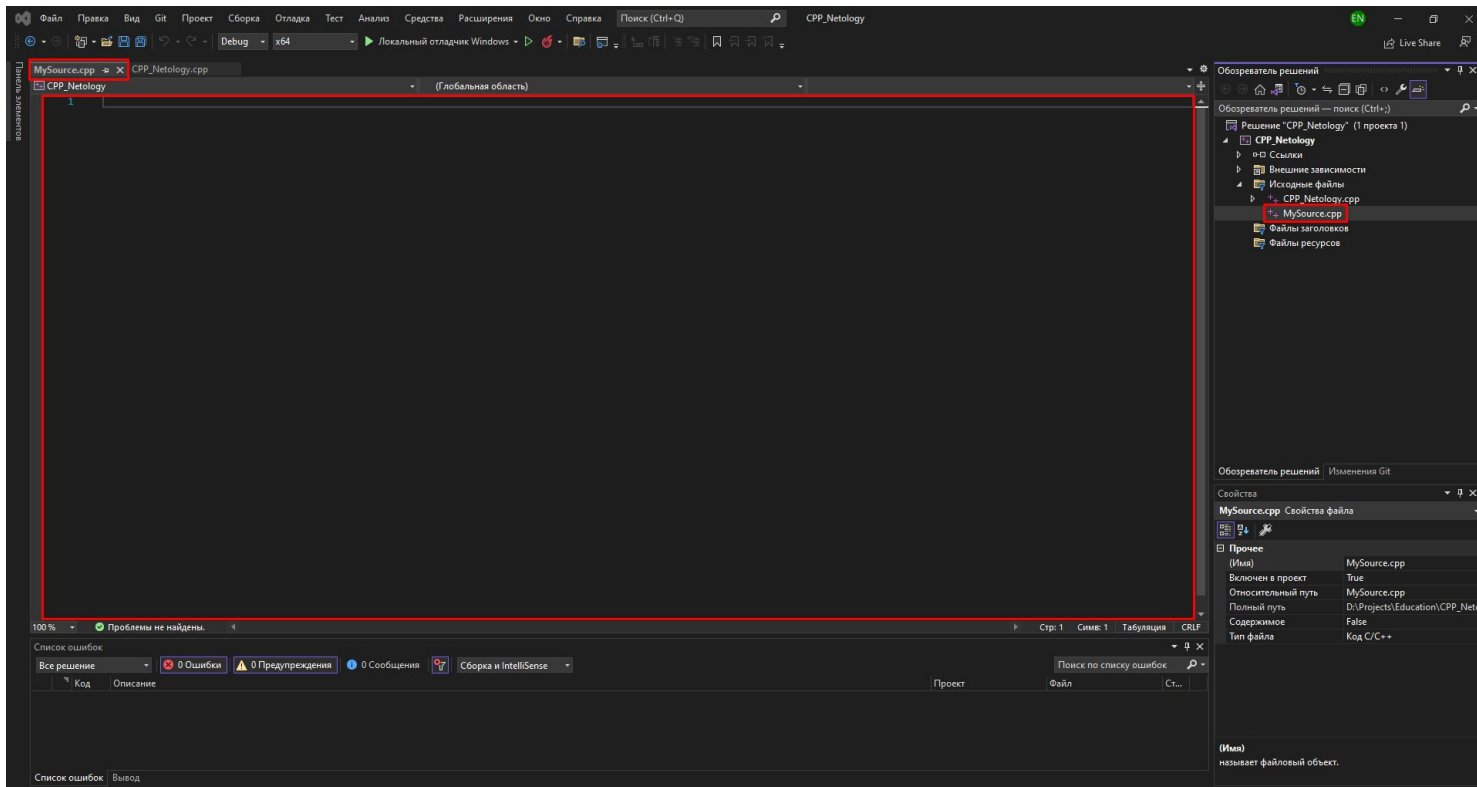 Файл Правка Вид Git Проект Сборка Отладка Тест Анализ Средства Расширения Окно Справка Поиск (Ctrl+Q) CPP_Netology EN
Debug x64 Локальный отладчик Windows Live Share
Панель элементов
MySource.cpp CPP_Netology.cpp
CPP_Netology (Глобальная область)
1
100 % Проблемы не найдены. Стр: 1 Симв: 1 Табуляция CRLF
Список ошибок
Все решение 0 Ошибки 0 Предупреждения 0 Сообщения Сборка и IntelliSense Поиск по списку ошибок
Код Описание Проект Файл Ст...
Список ошибок Вывод
Обозреватель решений
Обозреватель решений — поиск (Ctrl+;)
Решение "CPP_Netology" (1 проекта 1)
CPP_Netology
Ссылки
Внешние зависимости
Исходные файлы
CPP_Netology.cpp
MySource.cpp
Файлы заголовков
Файлы ресурсов
Обозреватель решений Изменения Git
Свойства
MySource.cpp Свойства файла
Прочее
(Имя) MySource.cpp
Включен в проект True
Относительный путь MySource.cpp
Полный путь D:\Projects\Education\CPP_Net
Содержимое False
Тип файла Код C/C++
(Имя)
называет файловый объект.